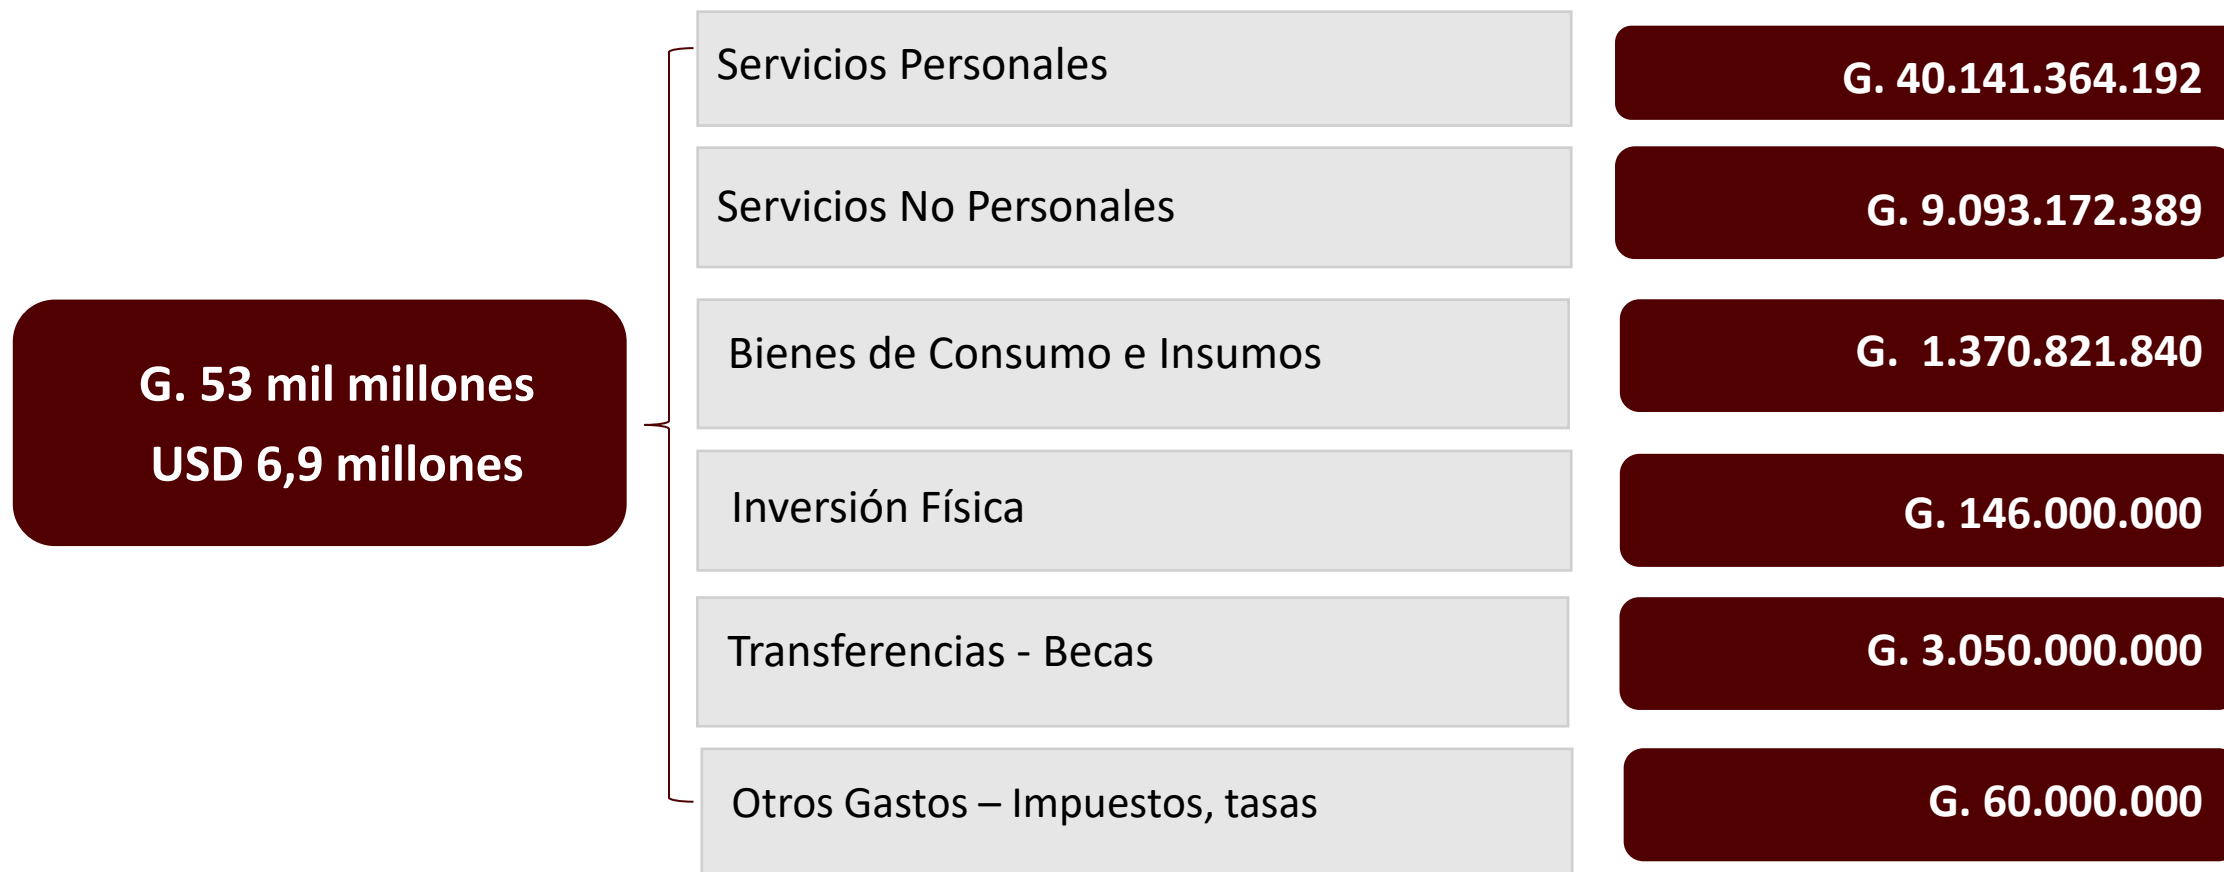 G. 53 mil millones
USD 6,9 millones
Servicios Personales
G. 40.141.364.192
Servicios No Personales
G. 9.093.172.389
Bienes de Consumo e Insumos
G.  1.370.821.840
Inversión Física
G. 146.000.000
Transferencias - Becas
G. 3.050.000.000
Otros Gastos – Impuestos, tasas
G. 60.000.000